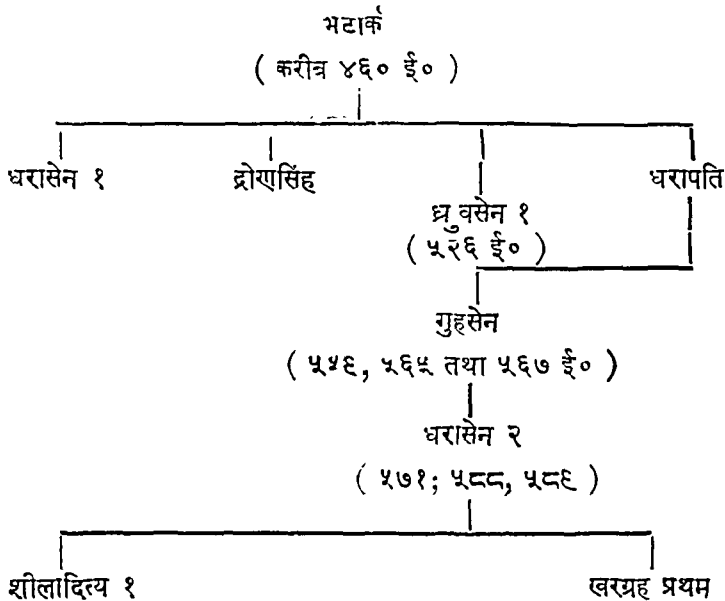 भटार्क
( करीत्र ४६० ई० )
धरासेन १ द्रोणसिंह धरापति
ध्रुवसेन १
( ५२६ ई० )
गुहसेन
( ५५९, ५६५ तथा ५६७ ई० )
धरासेन २
( ५७१; ५८८, ५८९ )
शीलादित्य १ खरग्रह प्रथम